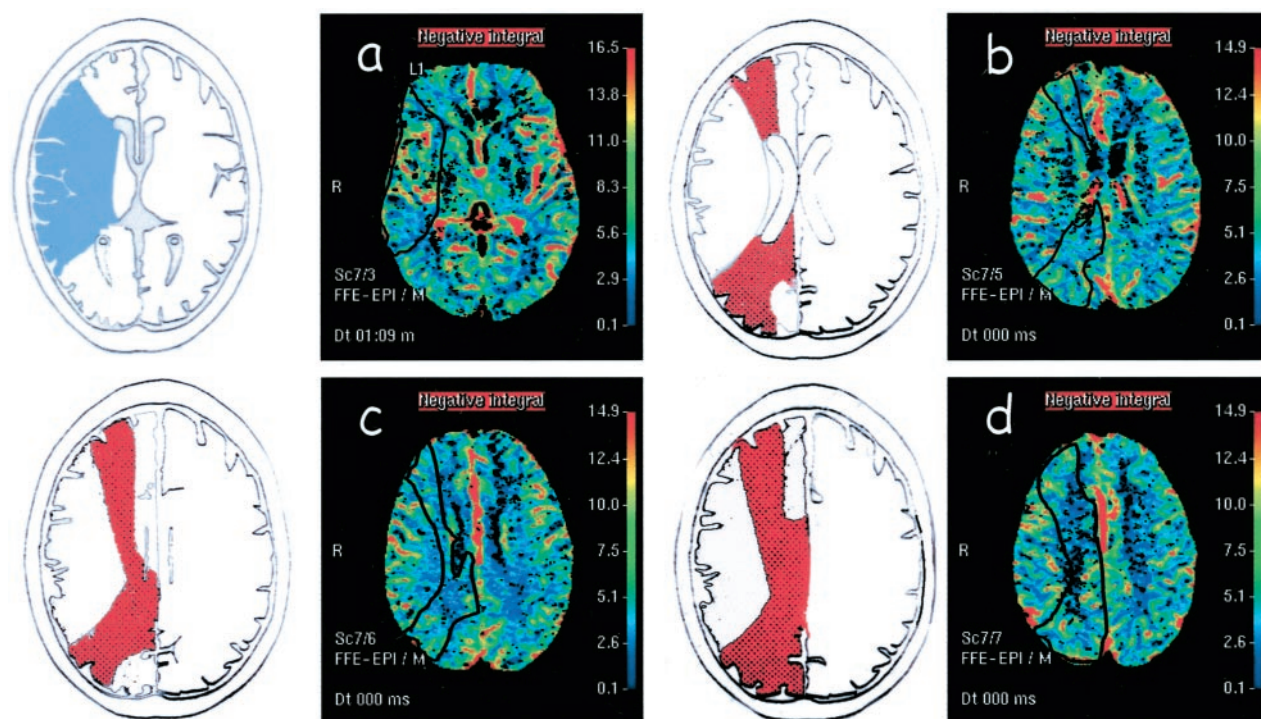 Negative integral
a
L1
R
Sc7/3
FFE-EPI / M
Dt 01:09 m
16.5
13.8
11.0
8.3
5.6
2.9
0.1
Negative integral
b
R
Sc7/5
FFE-EPI / M
Dt 000 ms
14.9
12.4
10.0
7.5
5.1
2.6
0.1
Negative integral
c
R
Sc7/6
FFE-EPI / M
Dt 000 ms
14.9
12.4
10.0
7.5
5.1
2.6
0.1
Negative integral
d
R
Sc7/7
FFE-EPI / M
Dt 000 ms
14.9
12.4
10.0
7.5
5.1
2.6
0.1